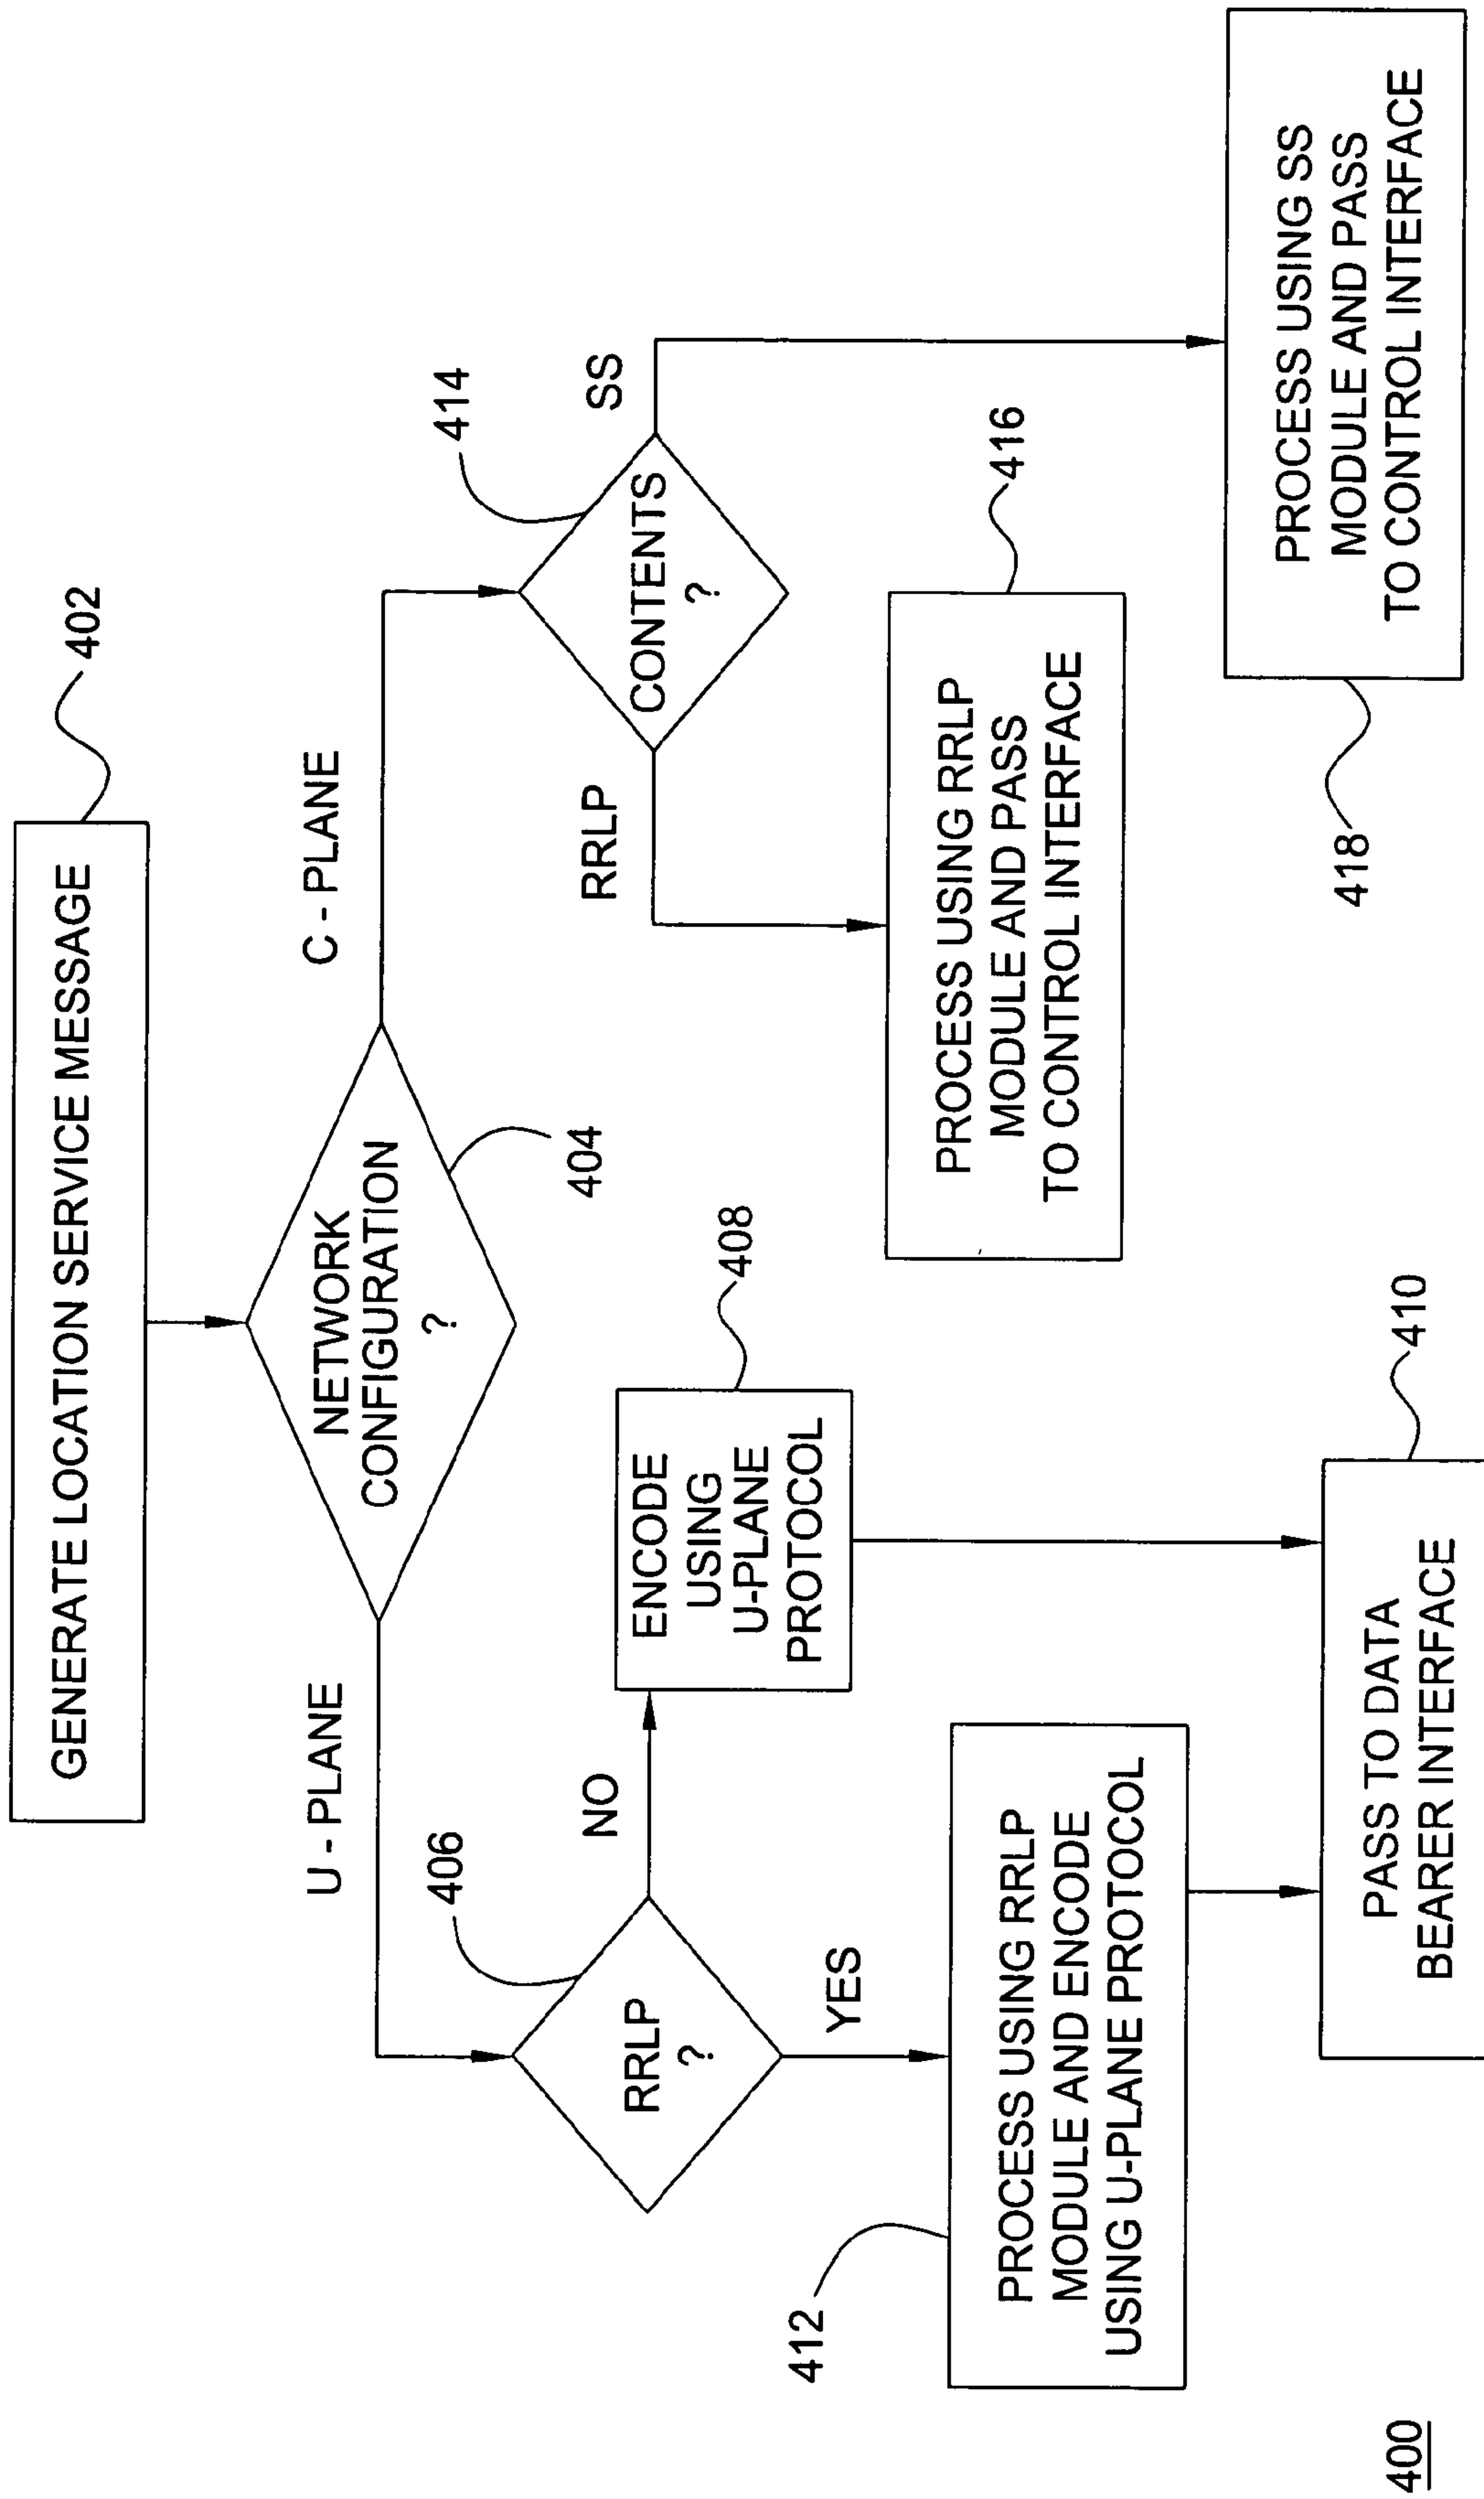 GENERATE LOCATION SERVICE MESSAGE
402
U - PLANE
NETWORK
CONFIGURATION
?
C - PLANE
404
406
RRLP
?
NO
YES
ENCODE
USING
U-PLANE
PROTOCOL
408
414
CONTENTS
?
RRLP
SS
412
PROCESS USING RRLP
MODULE AND ENCODE
USING U-PLANE PROTOCOL
PROCESS USING RRLP
MODULE AND PASS
TO CONTROL INTERFACE
416
PASS TO DATA
BEARER INTERFACE
410
418
PROCESS USING SS
MODULE AND PASS
TO CONTROL INTERFACE
400